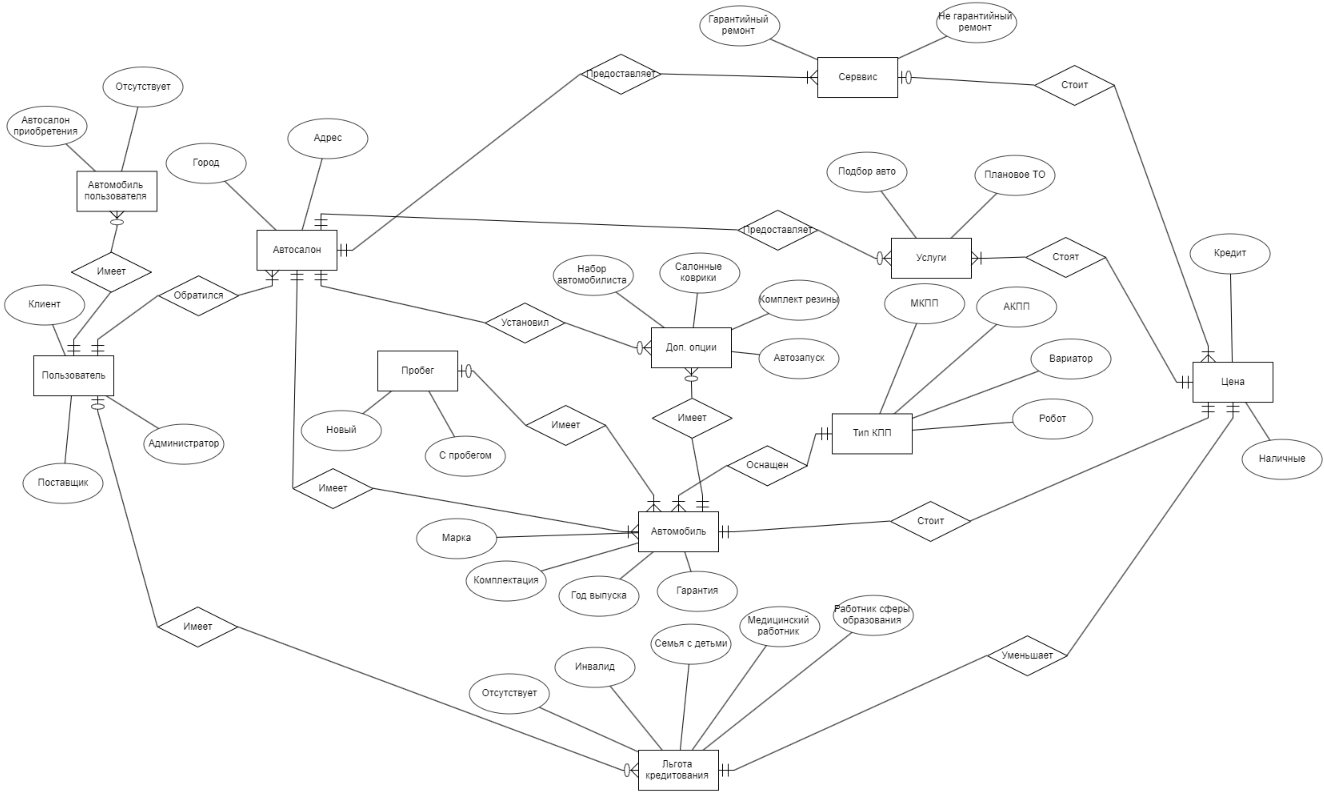 Гарантийный
ремонт
Не гарантийный
ремонт
Предоставляет
Серввис
Стоит
Отсутствует
Автосалон
приобретения
Адрес
Город
Автомобиль
пользователя
Подбор авто
Плановое ТО
Предоставляет
Автосалон
Услуги
Стоят
Кредит
Имеет
Обратился
Клиент
Набор
автомобилиста
Салонные
коврики
Комплект резины
МКПП
АКПП
Установил
Доп. опции
Автозапуск
Вариатор
Пользователь
Пробег
Цена
Новый
Имеет
Имеет
Тип КПП
Робот
Администратор
С пробегом
Оснащен
Наличные
Поставщик
Имеет
Стоит
Марка
Автомобиль
Комплектация
Год выпуска
Гарантия
Имеет
Семья с детьми
Медицинский
работник
Работник сферы
образования
Инвалид
Уменьшает
Отсутствует
Льгота
кредитования